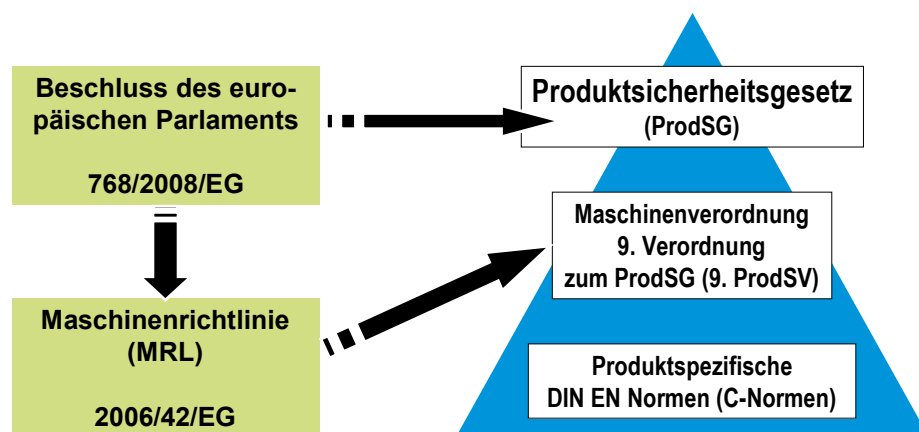 Beschluss des euro-
päischen Parlaments
768/2008/EG
Maschinenrichtlinie
(MRL)
2006/42/EG
Produktsicherheitsgesetz
(ProdSG)
Maschinenverordnung
9. Verordnung
zum ProdSG (9. ProdSV)
Produktspezifische
DIN EN Normen (C-Normen)